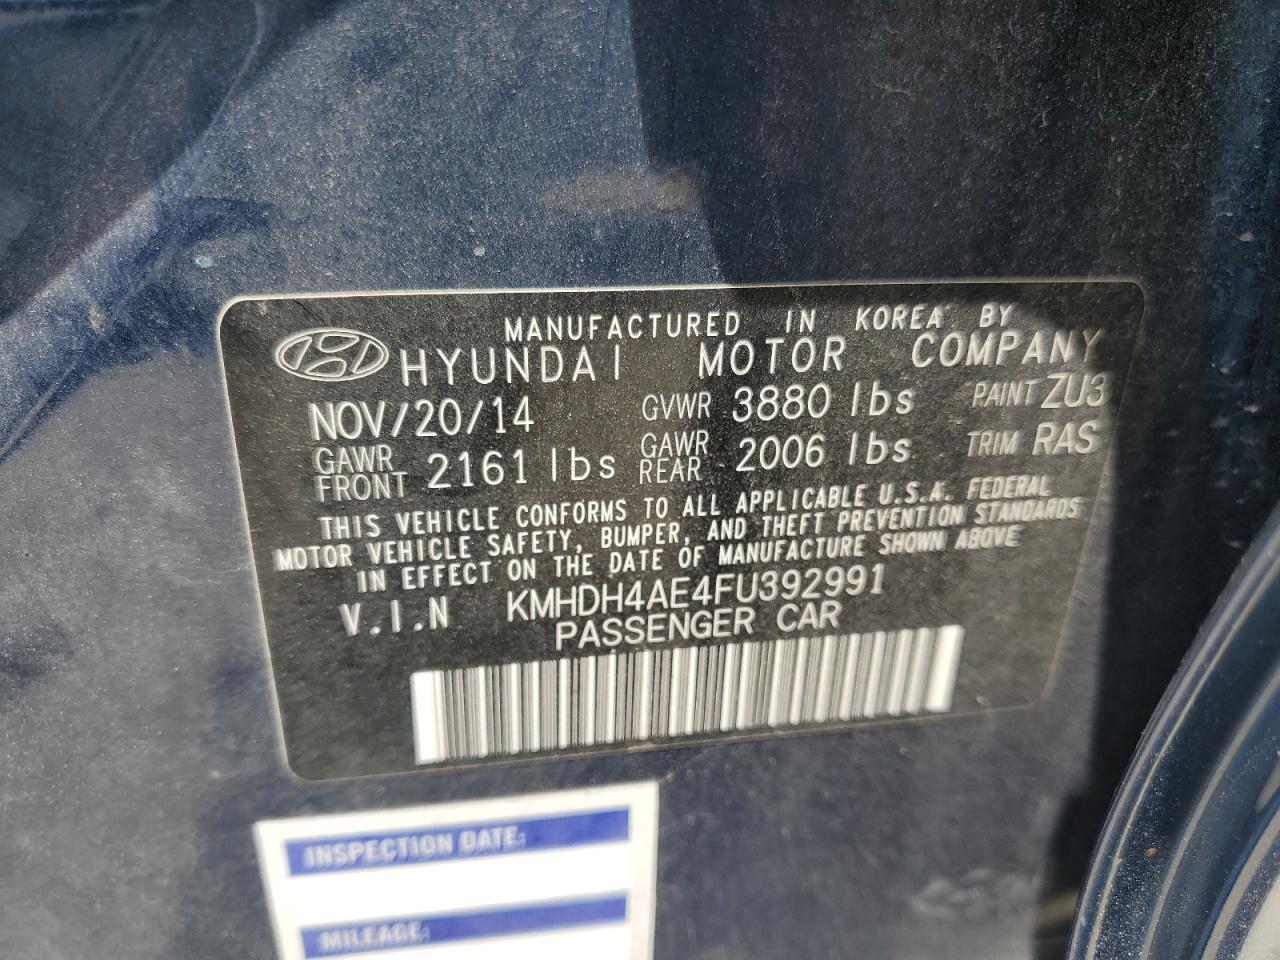 MANUFACTURED IN KOREA BY
HYUNDAI MOTOR COMPANY
NOV/20/14 GVWR 3880 lbs PAINT ZU3
GAWR FRONT 2161 lbs GAWR REAR 2006 lbs TRIM RAS
THIS VEHICLE CONFORMS TO ALL APPLICABLE U.S.A. FEDERAL
MOTOR VEHICLE SAFETY, BUMPER, AND THEFT PREVENTION STANDARDS
IN EFFECT ON THE DATE OF MANUFACTURE SHOWN ABOVE
V.I.N KMHDH4AE4FU392991
PASSENGER CAR
INSPECTION DATE:
MILEAGE: